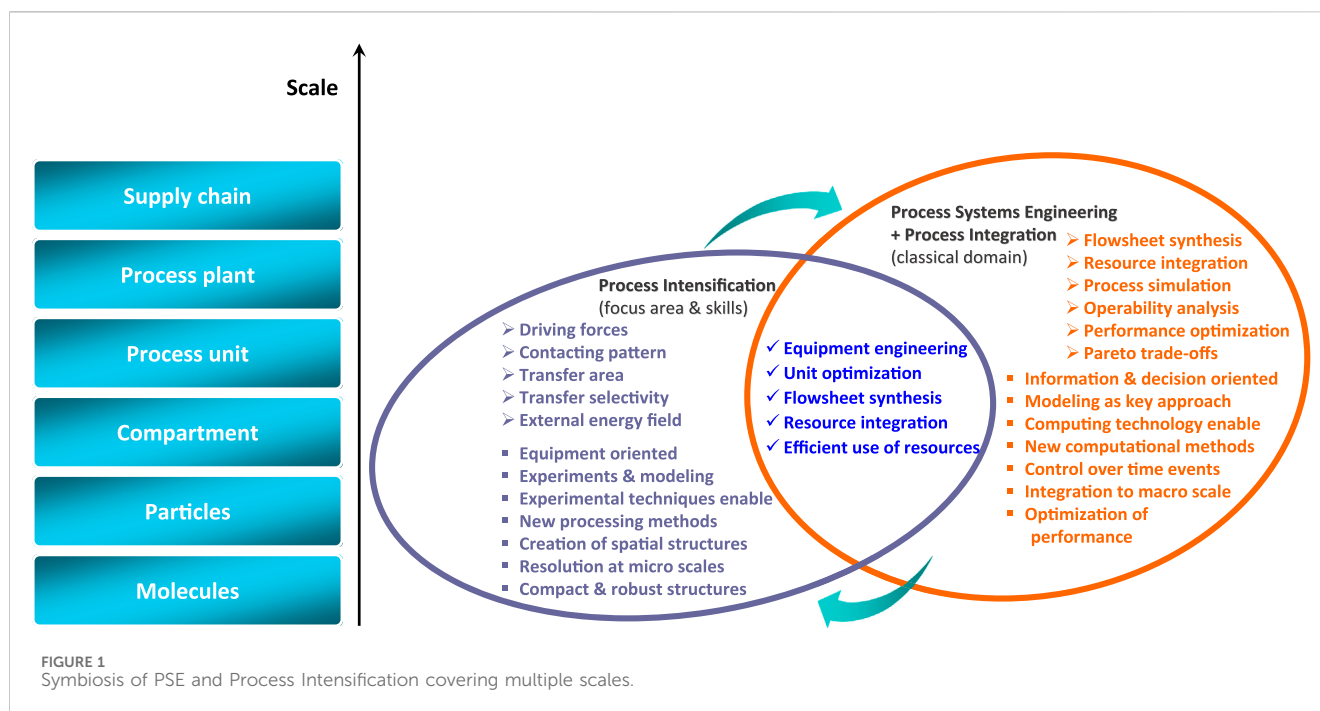 Scale
Supply chain
Process plant
Process unit
Compartment
Particles
Molecules
Process Intensification
(focus area & skills)
Driving forces
Contacting pattern
Transfer area
Transfer selectivity
External energy field
Equipment oriented
Experiments & modeling
Experimental techniques enable
New processing methods
Creation of spatial structures
Resolution at micro scales
Compact & robust structures
Equipment engineering
Unit optimization
Flowsheet synthesis
Resource integration
Efficient use of resources
Process Systems Engineering
+ Process Integration
(classical domain)
Flowsheet synthesis
Resource integration
Process simulation
Operability analysis
Performance optimization
Pareto trade-offs
Information & decision oriented
Modeling as key approach
Computing technology enable
New computational methods
Control over time events
Integration to macro scale
Optimization of
performance
FIGURE 1
Symbiosis of PSE and Process Intensification covering multiple scales.